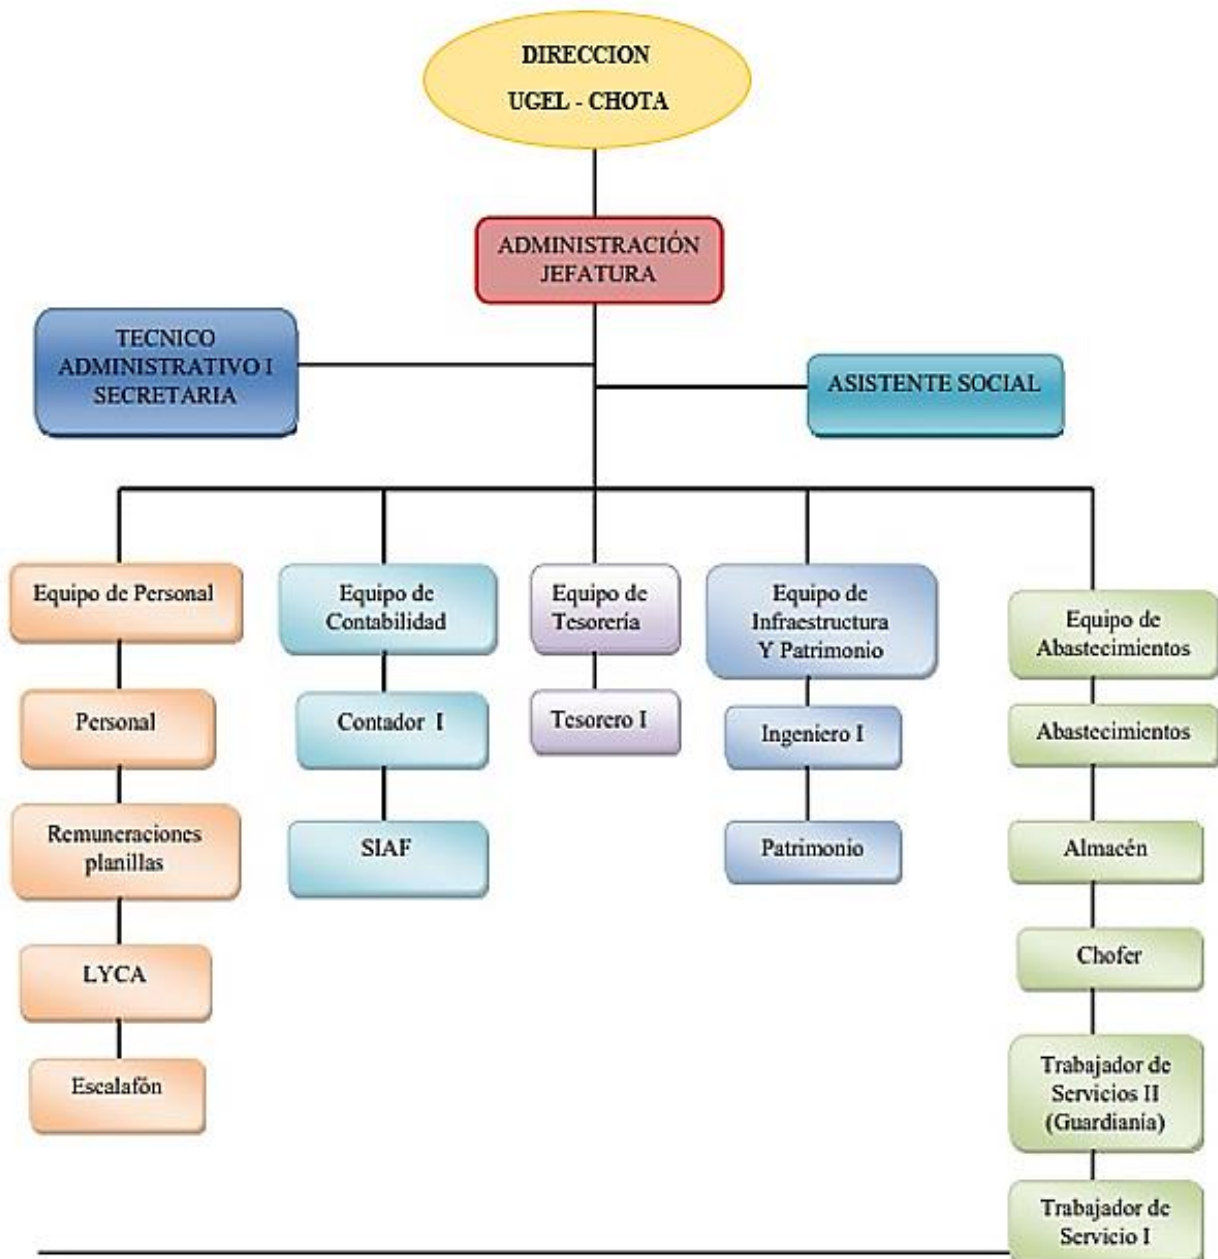 DIRECCION
UGEL - CHOTA
ADMINISTRACIÓN
JEFATURA
TECNICO
ADMINISTRATIVO I
SECRETARIA
ASISTENTE SOCIAL
Equipo de Personal
Personal
Remuneraciones
planillas
LYCA
Escalafón
Equipo de
Contabilidad
Contador I
SIAF
Equipo de
Tesorería
Tesorero I
Equipo de
Infraestructura
Y Patrimonio
Ingeniero I
Patrimonio
Equipo de
Abastecimientos
Abastecimientos
Almacén
Chofer
Trabajador de
Servicios II
(Guardianía)
Trabajador de
Servicio I